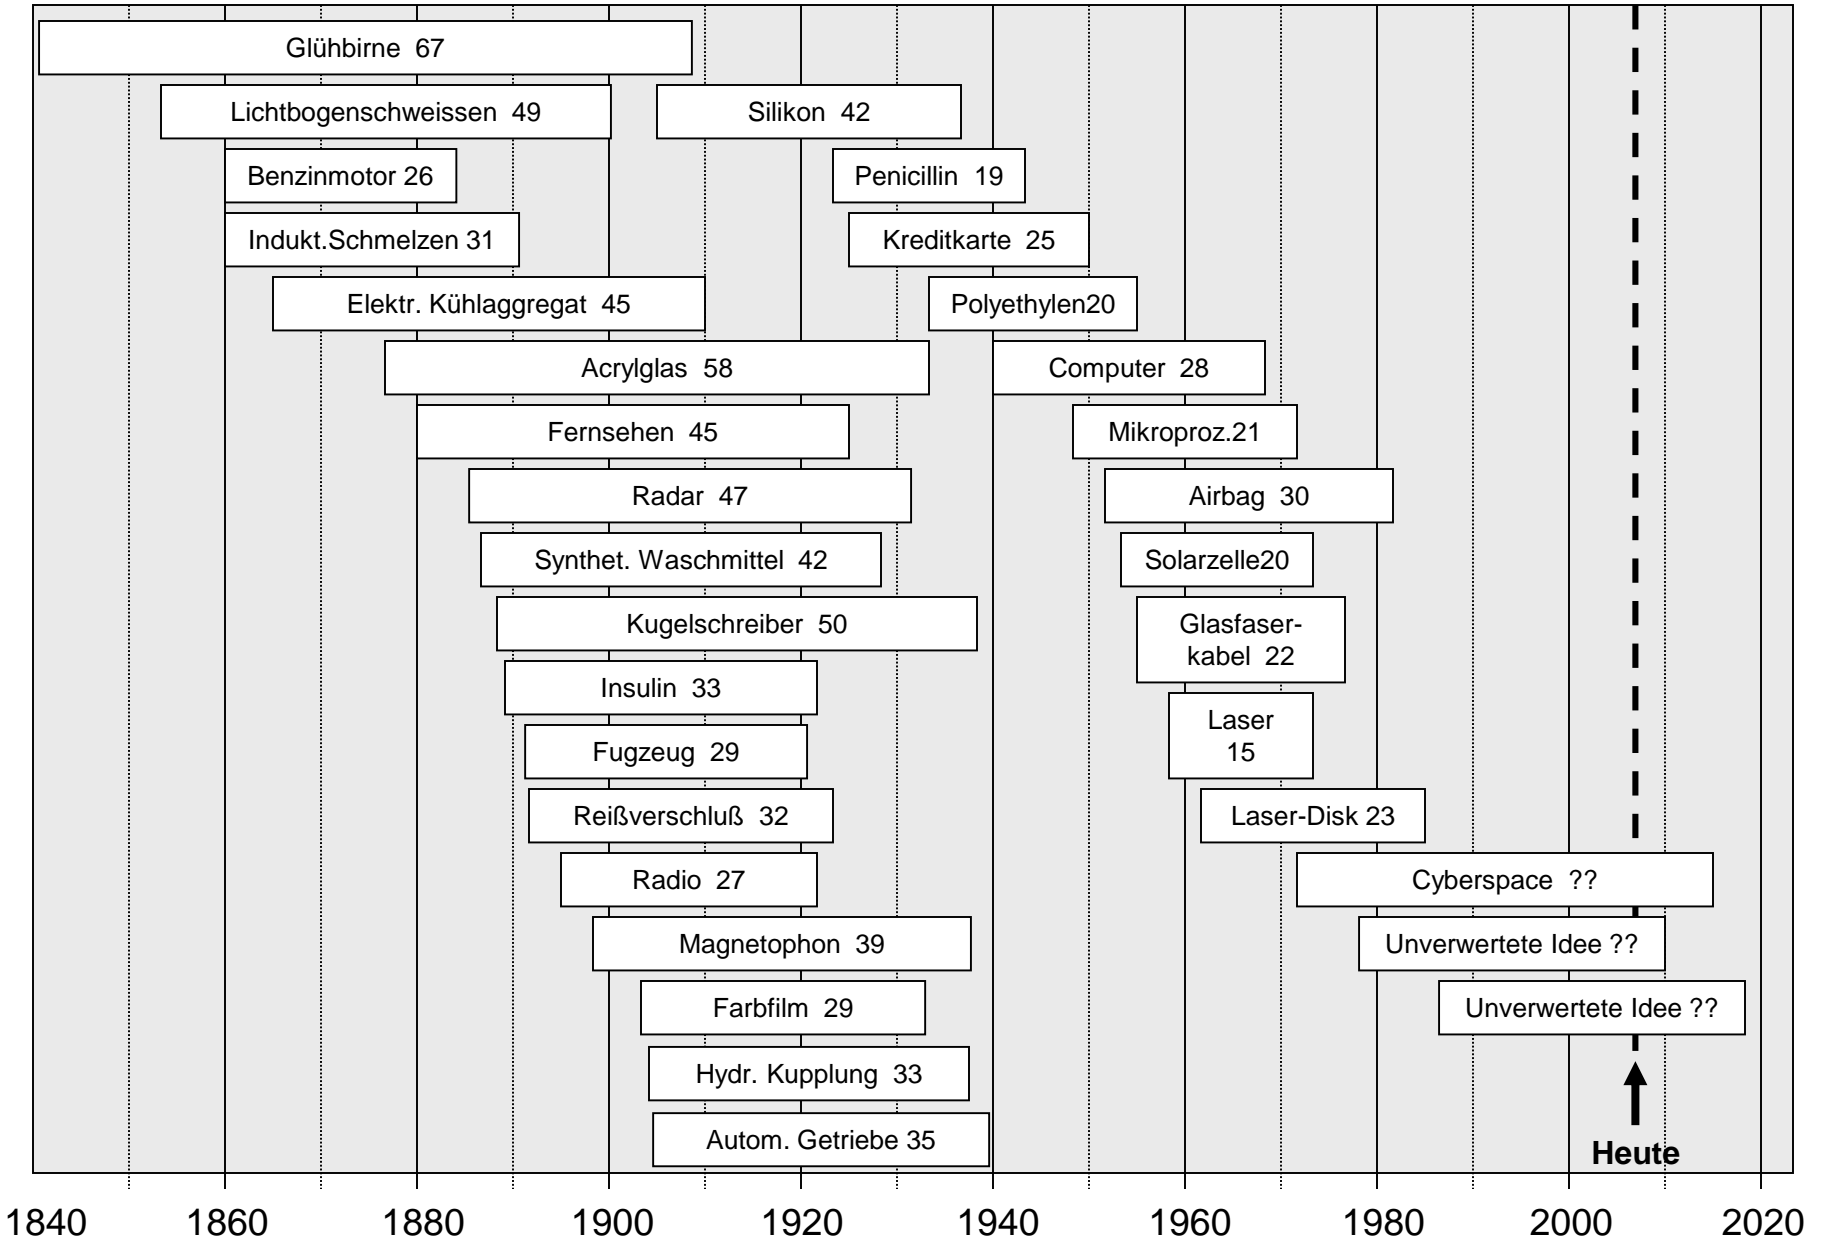 Glühbirne 67
Lichtbogenschweissen 49
Silikon 42
Benzinmotor 26
Penicillin 19
Indukt.Schmelzen 31
Kreditkarte 25
Elektr. Kühlaggregat 45
Polyethylen20
Acrylglas 58
Computer 28
Fernsehen 45
Mikroproz.21
Radar 47
Airbag 30
Synthet. Waschmittel 42
Solarzelle20
Kugelschreiber 50
Glasfaser-
kabel 22
Insulin 33
Laser
15
Fugzeug 29
Reißverschluß 32
Laser-Disk 23
Radio 27
Cyberspace ??
Magnetophon 39
Unverwertete Idee ??
Farbfilm 29
Unverwertete Idee ??
Hydr. Kupplung 33
Autom. Getriebe 35
Heute
1840 1860 1880 1900 1920 1940 1960 1980 2000 2020